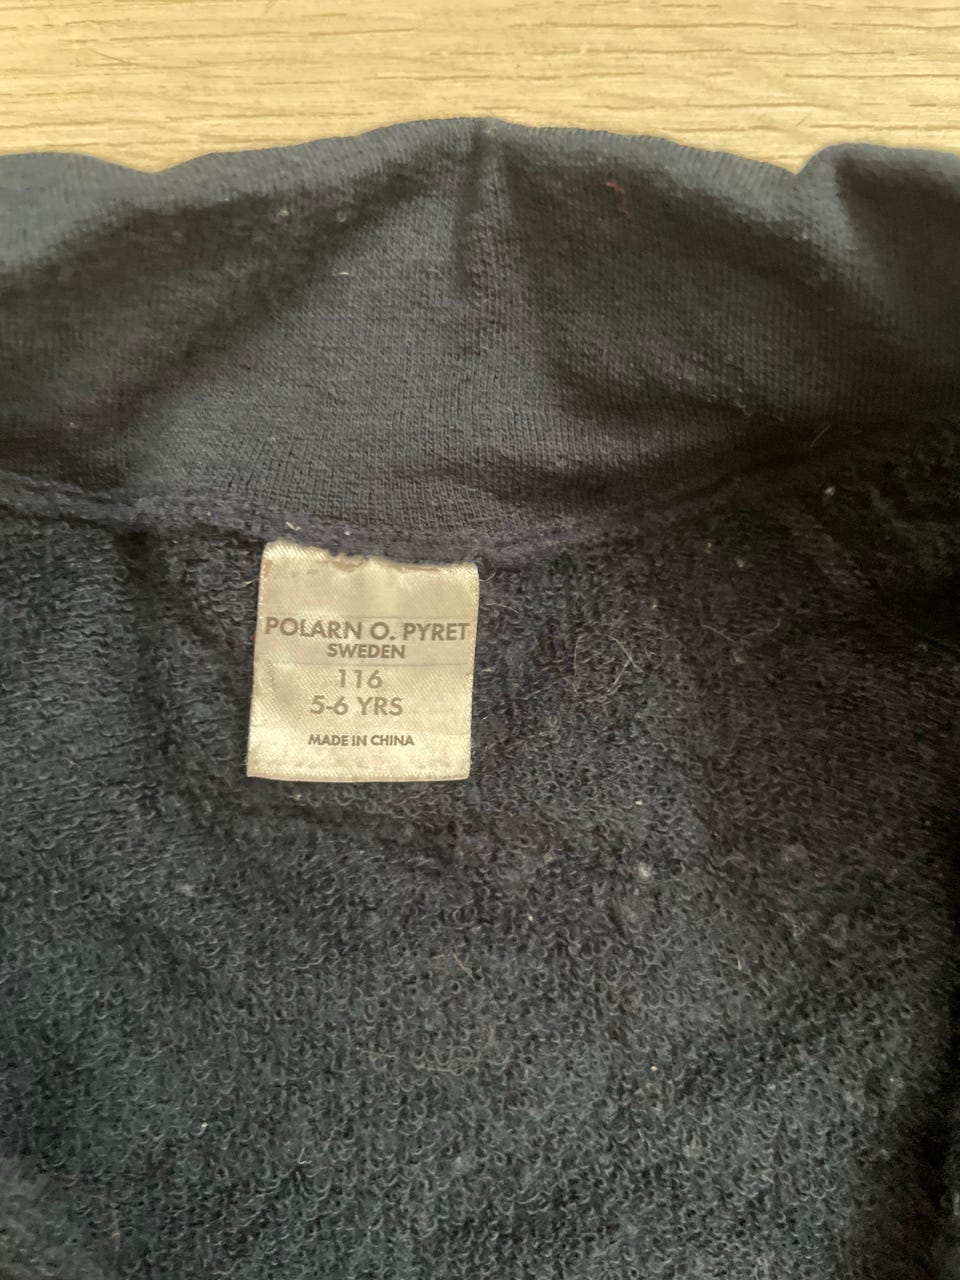 POLARN O. PYRET
SWEDEN
116
5-6 YRS
MADE IN CHINA